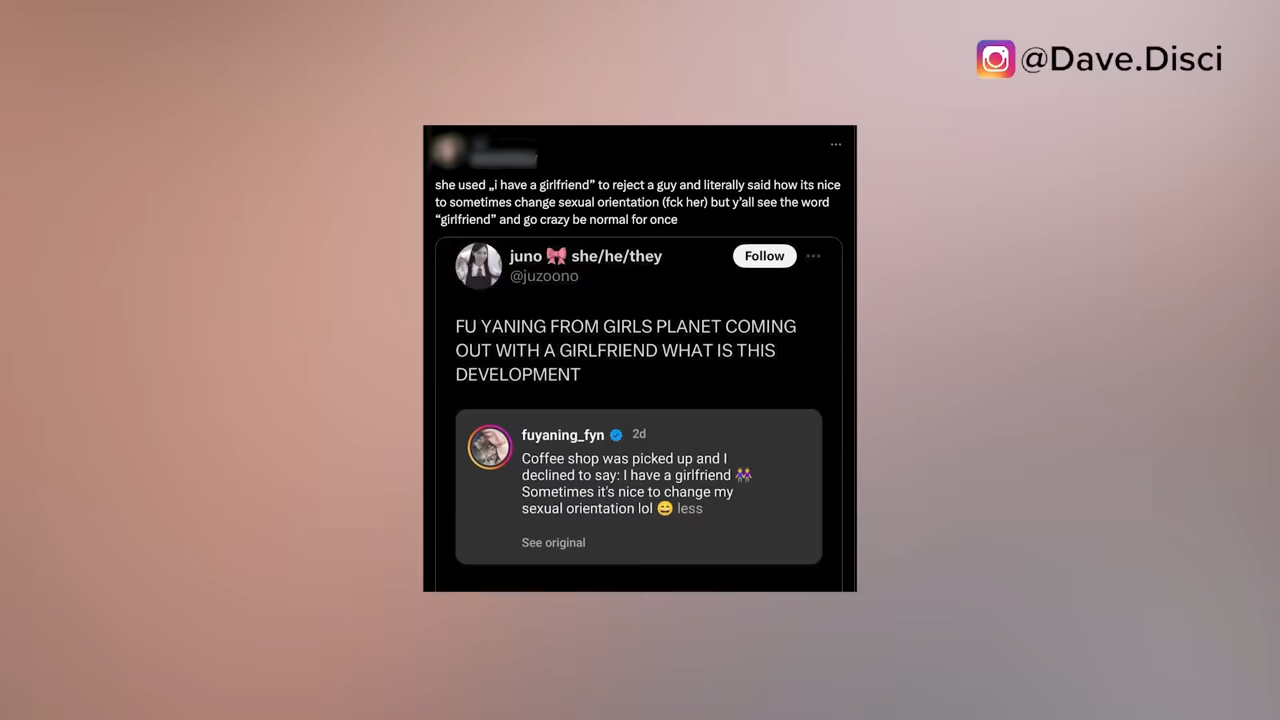 @Dave.Disci
she used „i have a girlfriend” to reject a guy and literally said how its nice
to sometimes change sexual orientation (fck her) but y’all see the word
“girlfriend” and go crazy be normal for once
juno 🎀 she/he/they
Follow
@juzoono
FU YANING FROM GIRLS PLANET COMING
OUT WITH A GIRLFRIEND WHAT IS THIS
DEVELOPMENT
fuyaning_fyn 2d
Coffee shop was picked up and I
declined to say: I have a girlfriend 👭
Sometimes it's nice to change my
sexual orientation lol 😄 less
See original